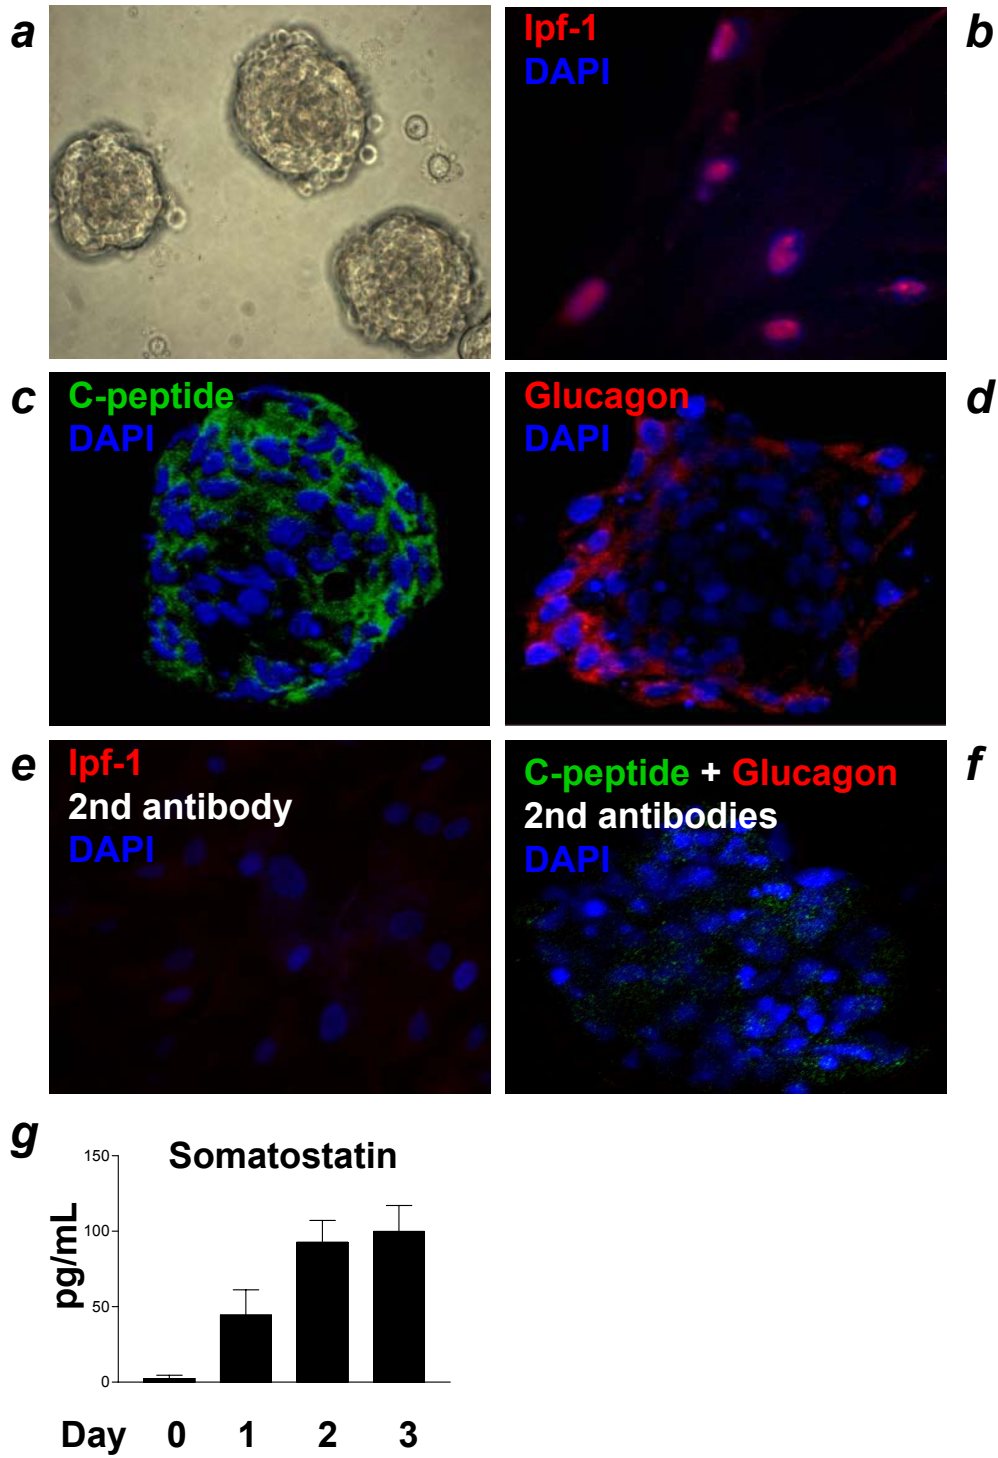 a
Ipf-1
DAPI
b
c
C-peptide
DAPI
Glucagon
DAPI
d
e
Ipf-1
2nd antibody
DAPI
C-peptide + Glucagon
2nd antibodies
DAPI
f
g
Somatostatin
pg/mL
150
100
50
0
Day 0 1 2 3